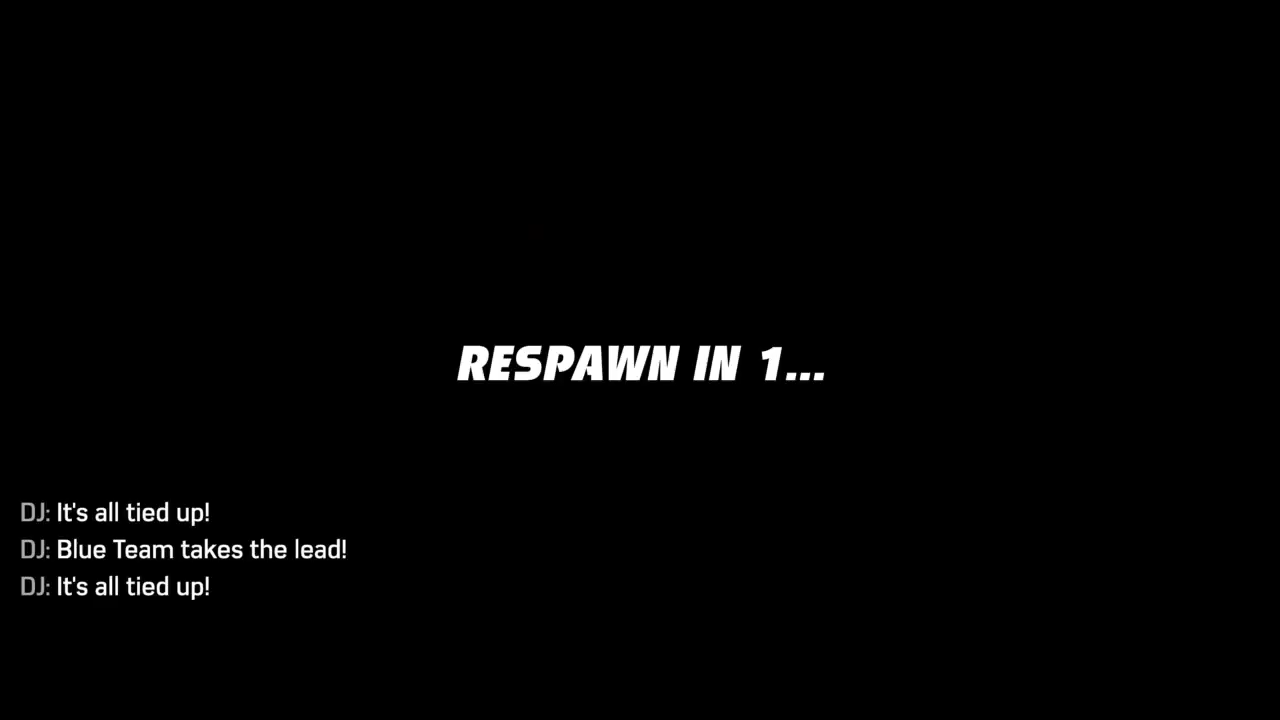 RESPAWN IN 1...
DJ: It's all tied up!
DJ: Blue Team takes the lead!
DJ: It's all tied up!